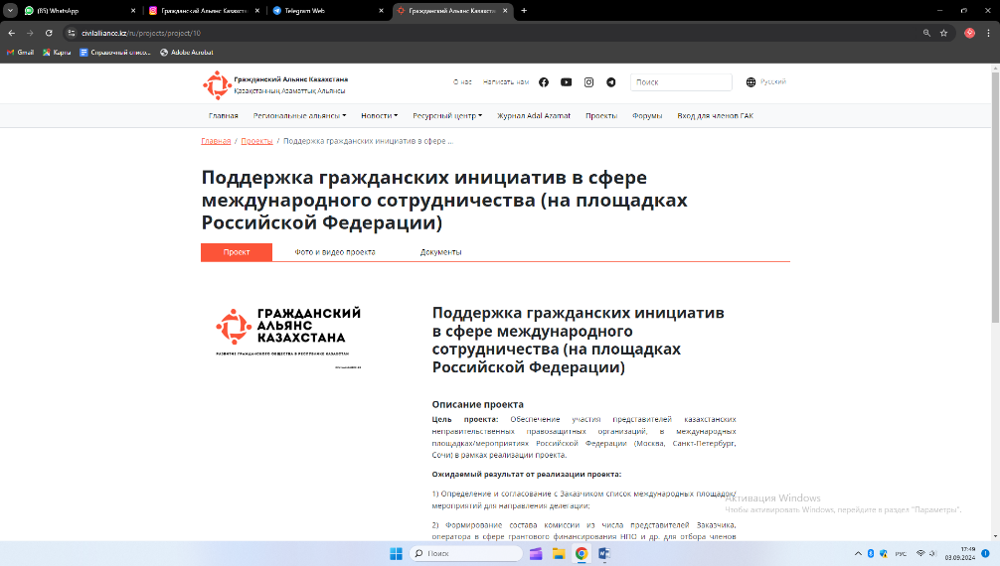 (85) WhatsApp
Гражданский Альянс Казахста
Telegram Web
Гражданский Альянс Казахста
civilalliance.kz/ru/projects/project/10
Gmail
Карты
Справочный списо...
Adobe Acrobat
Гражданский Альянс Казахстана
Қазақстанның Азаматтық Альянсы
О нас
Написать нам
Поиск
Русский
Главная
Региональные альянсы
Новости
Ресурсный центр
Журнал Adal Azamat
Проекты
Форумы
Вход для членов ГАК
Главная / Проекты / Поддержка гражданских инициатив в сфере ...
Поддержка гражданских инициатив в сфере
международного сотрудничества (на площадках
Российской Федерации)
Проект
Фото и видео проекта
Документы
ГРАЖДАНСКИЙ
АЛЬЯНС
КАЗАХСТАНА
РАЗВИТИЕ ГРАЖДАНСКОГО ОБЩЕСТВА В РЕСПУБЛИКЕ КАЗАХСТАН
Поддержка гражданских инициатив
в сфере международного
сотрудничества (на площадках
Российской Федерации)
Описание проекта
Цель проекта: Обеспечение участия представителей казахстанских
неправительственных правозащитных организаций, в международных
площадках/мероприятиях Российской Федерации (Москва, Санкт-Петербург,
Сочи) в рамках реализации проекта.
Ожидаемый результат от реализации проекта:
1) Определение и согласование с Заказчиком список международных площадок/
мероприятий для направления делегации;
2) Формирование состава комиссии из числа представителей Заказчика,
оператора в сфере грантового финансирования НПО и др. для отбора членов
Активация Windows
Чтобы активировать Windows, перейдите в раздел "Параметры".
Поиск
РУС
17:49
03.09.2024